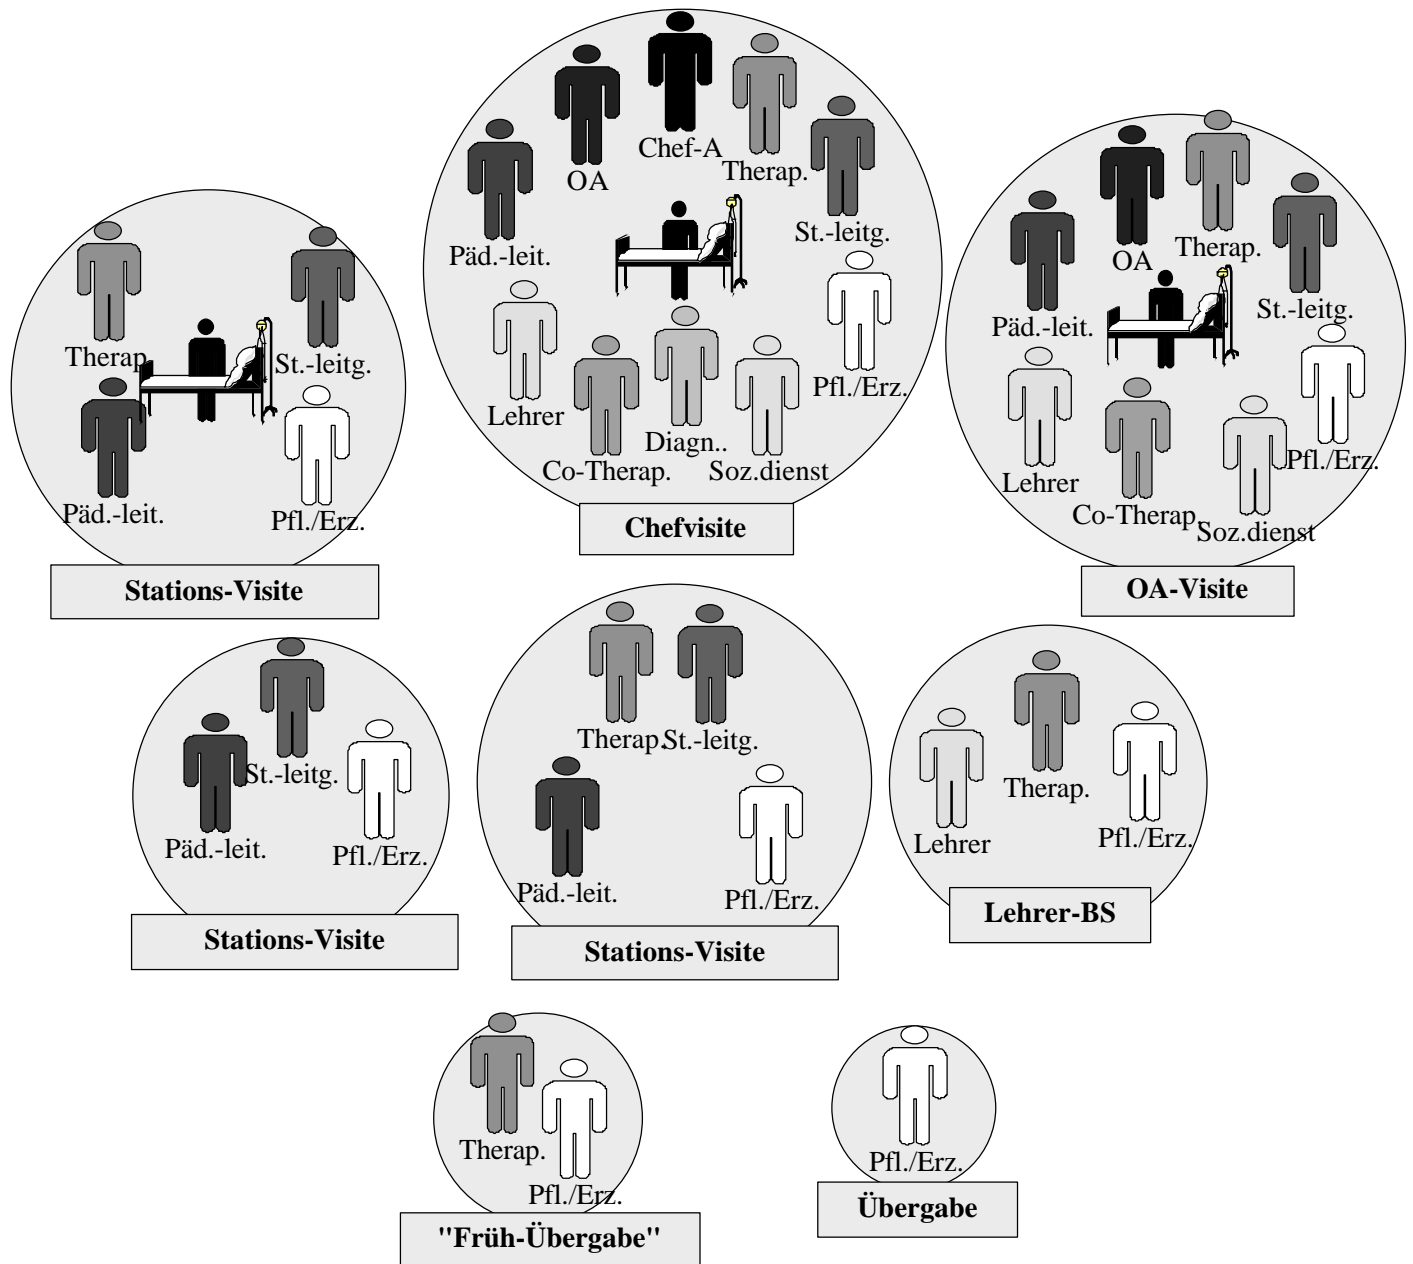 Chef-A
OA
Therap.
Päd.-leit.
St.-leitg.
Lehrer
Pfl./Erz.
Co-Therap.
Diagn..
Soz.dienst
Chefvisite
Therap.
St.-leitg.
Päd.-leit.
Pfl./Erz.
Stations-Visite
OA
Therap.
Päd.-leit.
St.-leitg.
Lehrer
Pfl./Erz.
Co-Therap.
Soz.dienst
OA-Visite
St.-leitg.
Päd.-leit.
Pfl./Erz.
Stations-Visite
Therap.
St.-leitg.
Päd.-leit.
Pfl./Erz.
Stations-Visite
Therap.
Lehrer
Pfl./Erz.
Lehrer-BS
Therap.
Pfl./Erz.
"Früh-Übergabe"
Pfl./Erz.
Übergabe